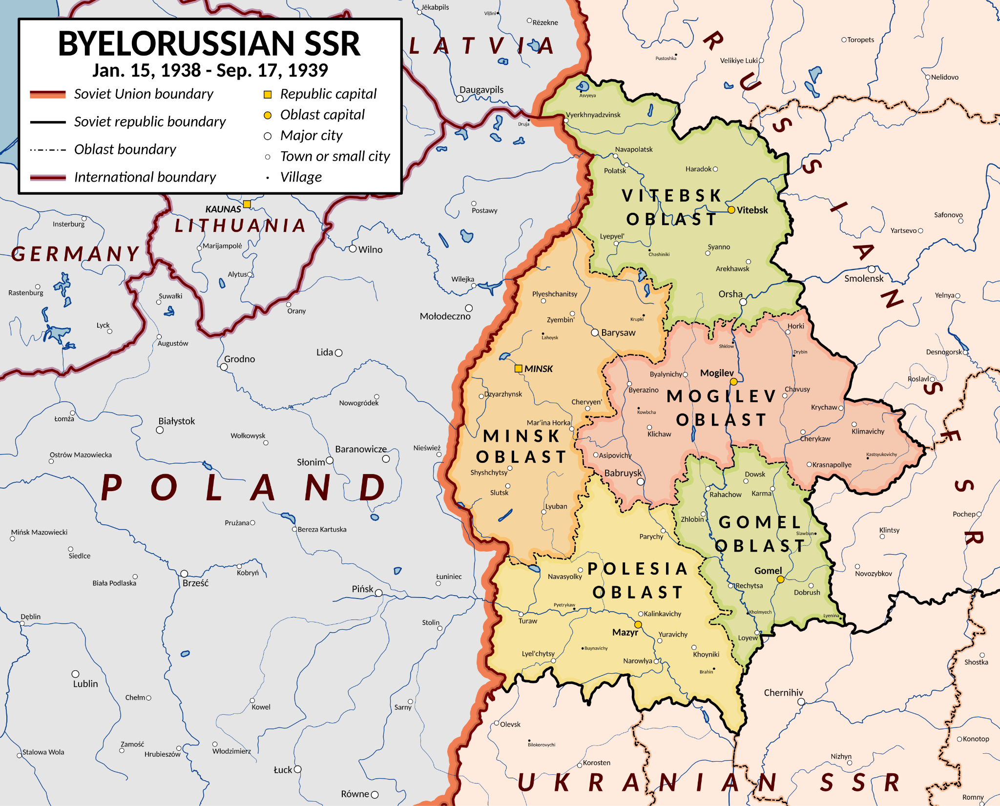 BYELORUSSIAN SSR
Jan. 15, 1938 - Sep. 17, 1939
Soviet Union boundary
Soviet republic boundary
Oblast boundary
International boundary
Republic capital
Oblast capital
Major city
Town or small city
Village
LATVIA
Jēkabpils
Viļāni
Rēzekne
Daugavpils
Druja
RUSSIAN SFSR
Pustoshka
Velikiye Luki
Toropets
Nelidovo
Safonovo
Yartsevo
Smolensk
Yelnya
Desnogorsk
Roslavl
Pochep
Klintsy
Novozybkov
LITHUANIA
KAUNAS
Marijampolė
Alytus
GERMANY
Insterburg
Rastenburg
Lyck
POLAND
Suwałki
Augustów
Orany
Wilno
Postawy
Wilejka
Mołodeczno
Grodno
Lida
Nowogródek
Łomża
Białystok
Wołkowysk
Baranowicze
Słonim
Nieśwież
Ostrów Mazowiecka
Mińsk Mazowiecki
Siedlce
Biała Podlaska
Prużana
Bereza Kartuska
Brześć
Kobryń
Pińsk
Łuniniec
Stolin
Dęblin
Lublin
Chełm
Kowel
Sarny
Stalowa Wola
Zamość
Hrubieszów
Włodzimierz
Łuck
Równe
VITEBSK
OBLAST
Asvyeya
Vyerkhnyadzvinsk
Navapolatsk
Polatsk
Haradok
Vitebsk
Lyepyel'
Chashiniki
Syanno
Arekhawsk
Orsha
MINSK
OBLAST
Plyeshchanitsy
Zyembin'
Krupki
Lahoysk
Barysaw
MINSK
Dzyarzhynsk
Chervyen'
Mar'ina Horka
Shyshchytsy
Slutsk
Lyuban
MOGILEV
OBLAST
Horki
Shklow
Drybin
Byalynichy
Mogilev
Byerazino
Chavusy
Krychaw
Kowbcha
Klichaw
Cherykaw
Klimavichy
Asipovichy
Kastsyukovichy
Krasnapollye
Babruysk
GOMEL
OBLAST
Dowsk
Rahachow
Karma
Zhlobin
Slawbun
Gomel
Rechytsa
Dobrush
Kholmyech
Lyenina
Loyew
POLESIA
OBLAST
Parychy
Navasyolky
Pyetrykaw
Turaw
Kalinkavichy
Mazyr
Yuravichy
Buynavichy
Lyel'chytsy
Khoyniki
Narowlya
Brahin
UKRANIAN SSR
Olevsk
Bilokorovychi
Korosten
Chernihiv
Nizhyn
Shostka
Konotop
Romny